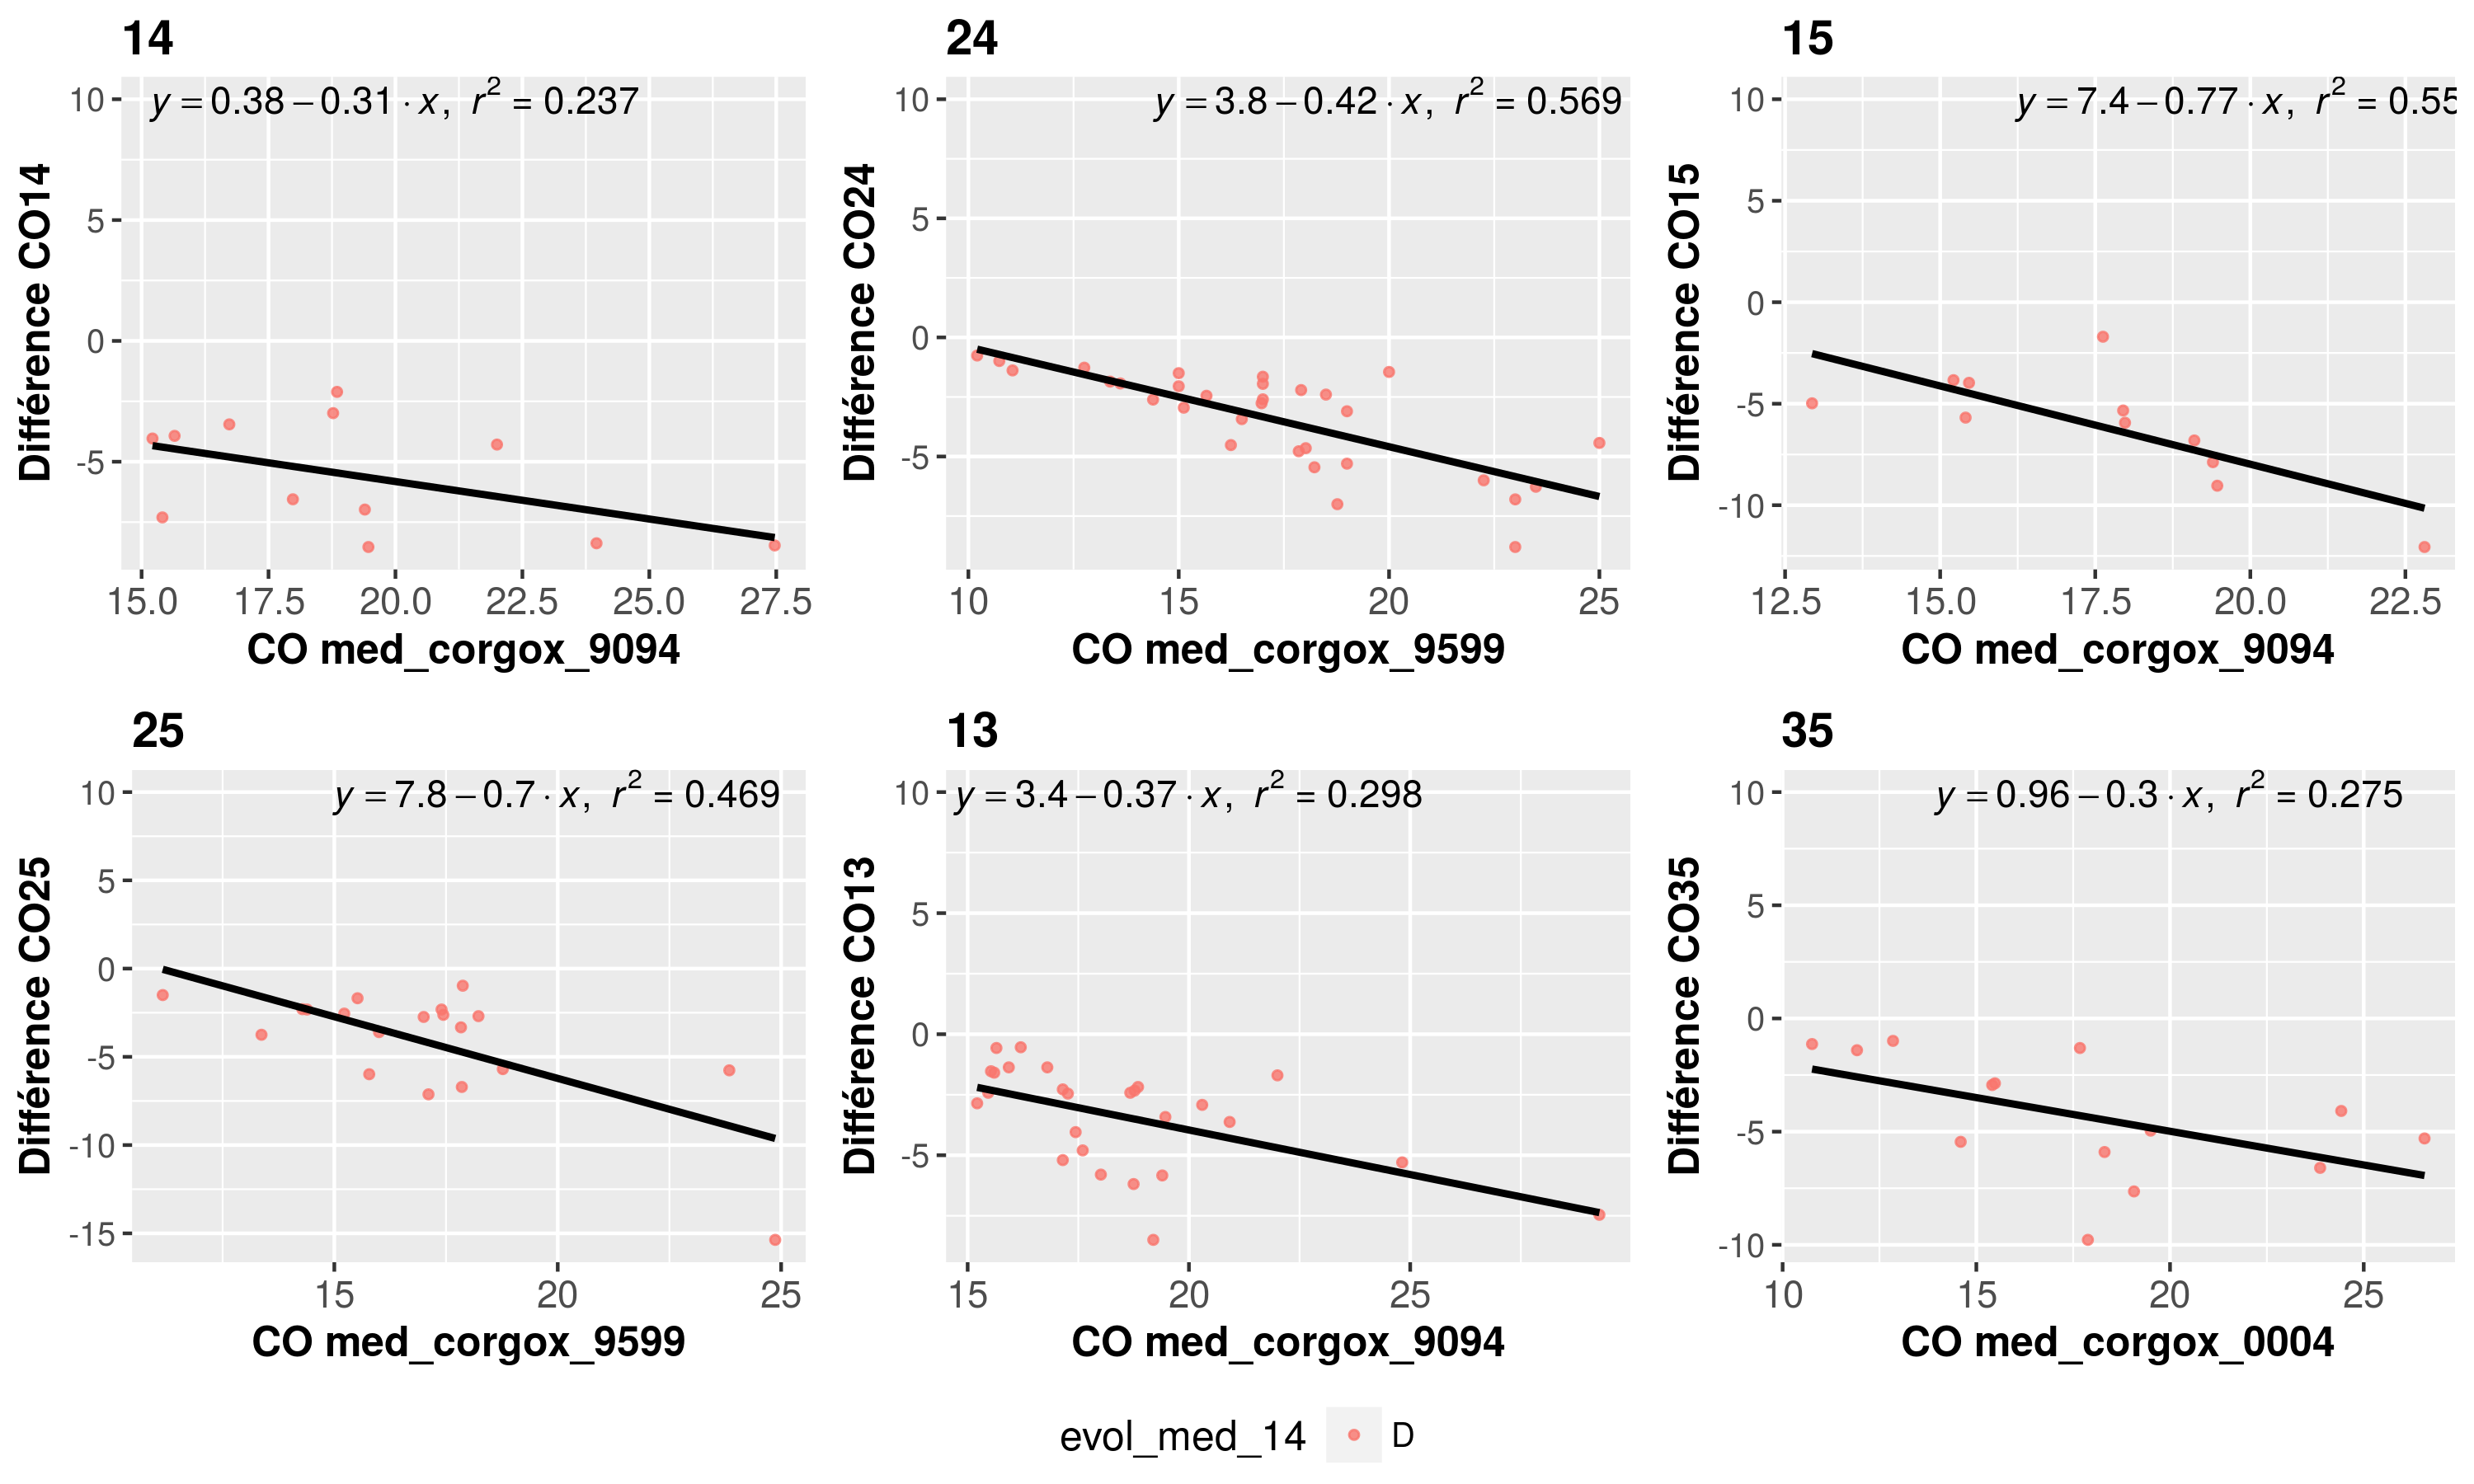 14
y = 0.38 − 0.31 · x, r² = 0.237
10
5
0
-5
Différence CO14
15.0 17.5 20.0 22.5 25.0 27.5
CO med_corgox_9094
24
y = 3.8 − 0.42 · x, r² = 0.569
10
5
0
-5
Différence CO24
10 15 20 25
CO med_corgox_9599
15
y = 7.4 − 0.77 · x, r² = 0.55
10
5
0
-5
-10
Différence CO15
12.5 15.0 17.5 20.0 22.5
CO med_corgox_9094
25
y = 7.8 − 0.7 · x, r² = 0.469
10
5
0
-5
-10
-15
Différence CO25
15 20 25
CO med_corgox_9599
13
y = 3.4 − 0.37 · x, r² = 0.298
10
5
0
-5
Différence CO13
15 20 25
CO med_corgox_9094
35
y = 0.96 − 0.3 · x, r² = 0.275
10
5
0
-5
-10
Différence CO35
10 15 20 25
CO med_corgox_0004
evol_med_14 D